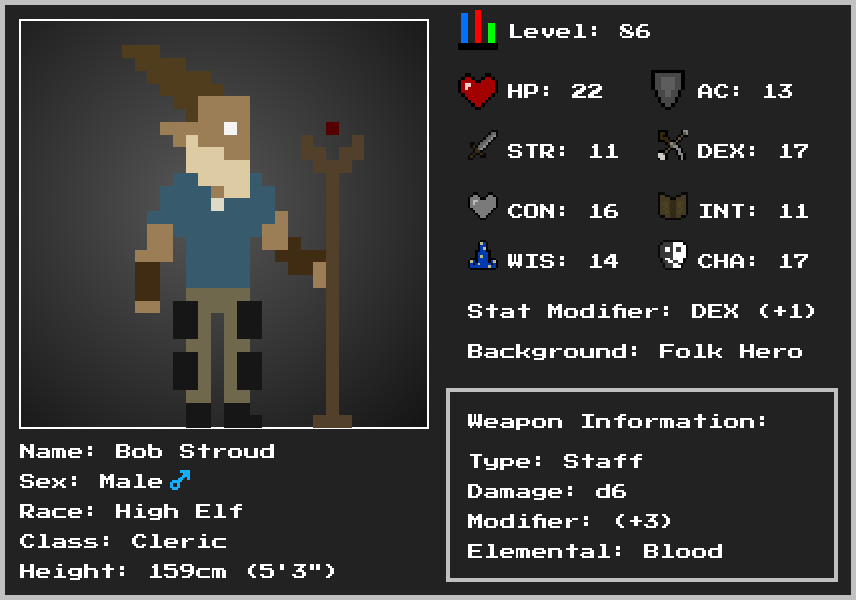 Level: 86
HP: 22 AC: 13
STR: 11 DEX: 17
CON: 16 INT: 11
WIS: 14 CHA: 17
Stat Modifier: DEX (+1)
Background: Folk Hero
Weapon Information:
Type: Staff
Damage: d6
Modifier: (+3)
Elemental: Blood
Name: Bob Stroud
Sex: Male ♂
Race: High Elf
Class: Cleric
Height: 159cm (5'3")